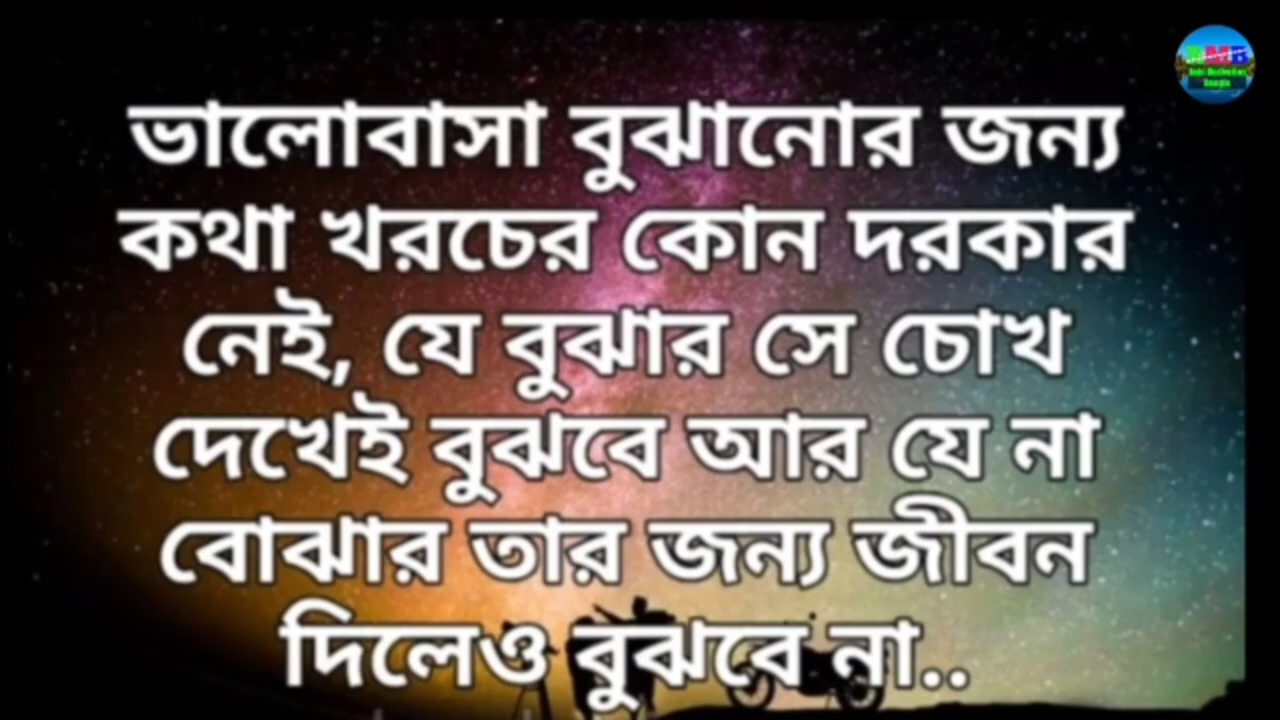 ভালোবাসা বুঝানোর জন্য
কথা খরচের কোন দরকার
নেই, যে বুঝার সে চোখ
দেখেই বুঝবে আর যে না
বোঝার তার জন্য জীবন
দিলেও বুঝবে না..